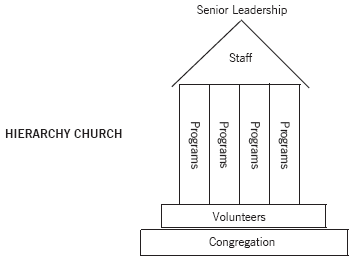 Senior Leadership
Staff
HIERARCHY CHURCH
Programs
Programs
Programs
Programs
Volunteers
Congregation